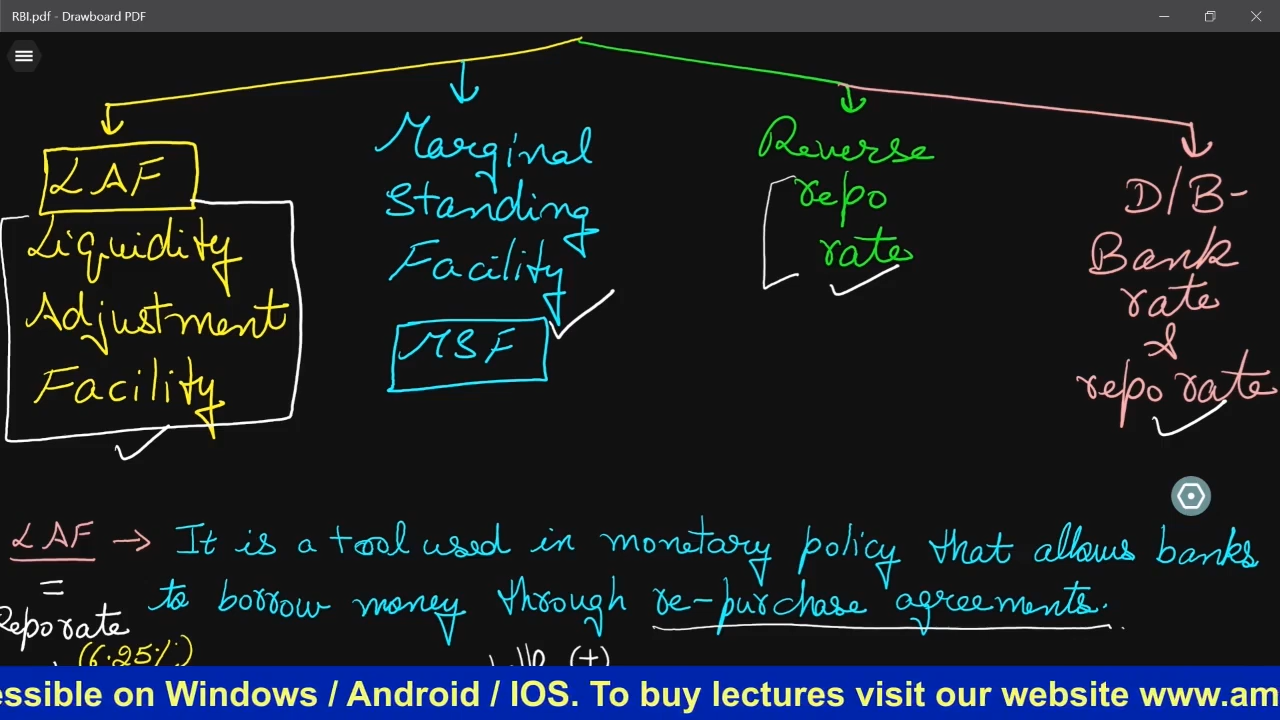 RBI.pdf - Drawboard PDF
LAF
Liquidity
Adjustment
Facility
Marginal
Standing
Facility
MSF
Reverse
repo
rate
D/B-
Bank
rate
&
repo rate
LAF → It is a tool used in monetary policy that allows banks
= to borrow money through re-purchase agreements.
Repo rate
(6.25%)
(+)
essible on Windows / Android / IOS. To buy lectures visit our website www.am